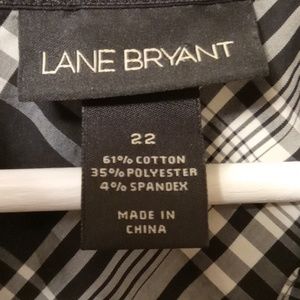 LANE BRYANT
22
61% COTTON
35% POLYESTER
4% SPANDEX
MADE IN
CHINA